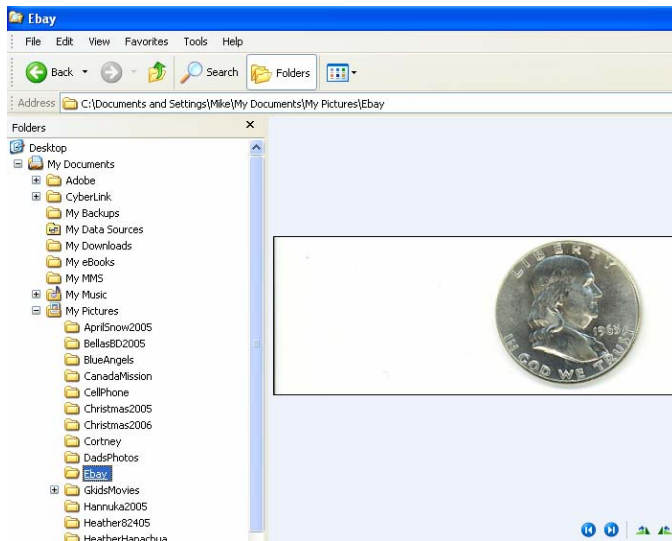 Ebay
File Edit View Favorites Tools Help
Back Search Folders
Address C:\Documents and Settings\Mike\My Documents\My Pictures\Ebay
Folders x
Desktop
My Documents
Adobe
CyberLink
My Backups
My Data Sources
My Downloads
My eBooks
My MMS
My Music
My Pictures
AprilSnow2005
BellasBD2005
BlueAngels
CanadaMission
CellPhone
Christmas2005
Christmas2006
Cortney
DadsPhotos
Ebay
GkidsMovies
Hannuka2005
Heather82405
HeatherHanachua
LIBERTY
1963
IN GOD WE TRUST